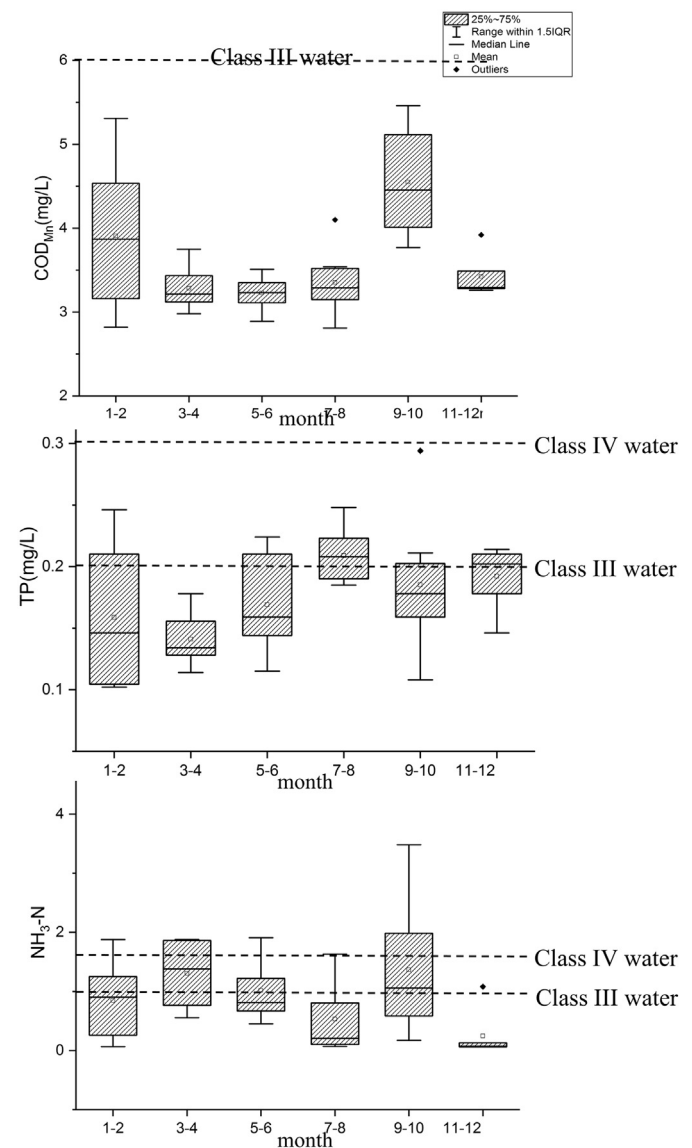 25%~75%
Range within 1.5IQR
Median Line
Mean
Outliers
Class III water
6
5
4
3
2
COD_Mn(mg/L)
1-2 3-4 5-6 7-8 9-10 11-12
month
0.3
0.2
0.1
TP(mg/L)
Class IV water
Class III water
1-2 3-4 5-6 7-8 9-10 11-12
month
4
2
0
NH3-N
Class IV water
Class III water
1-2 3-4 5-6 7-8 9-10 11-12
month